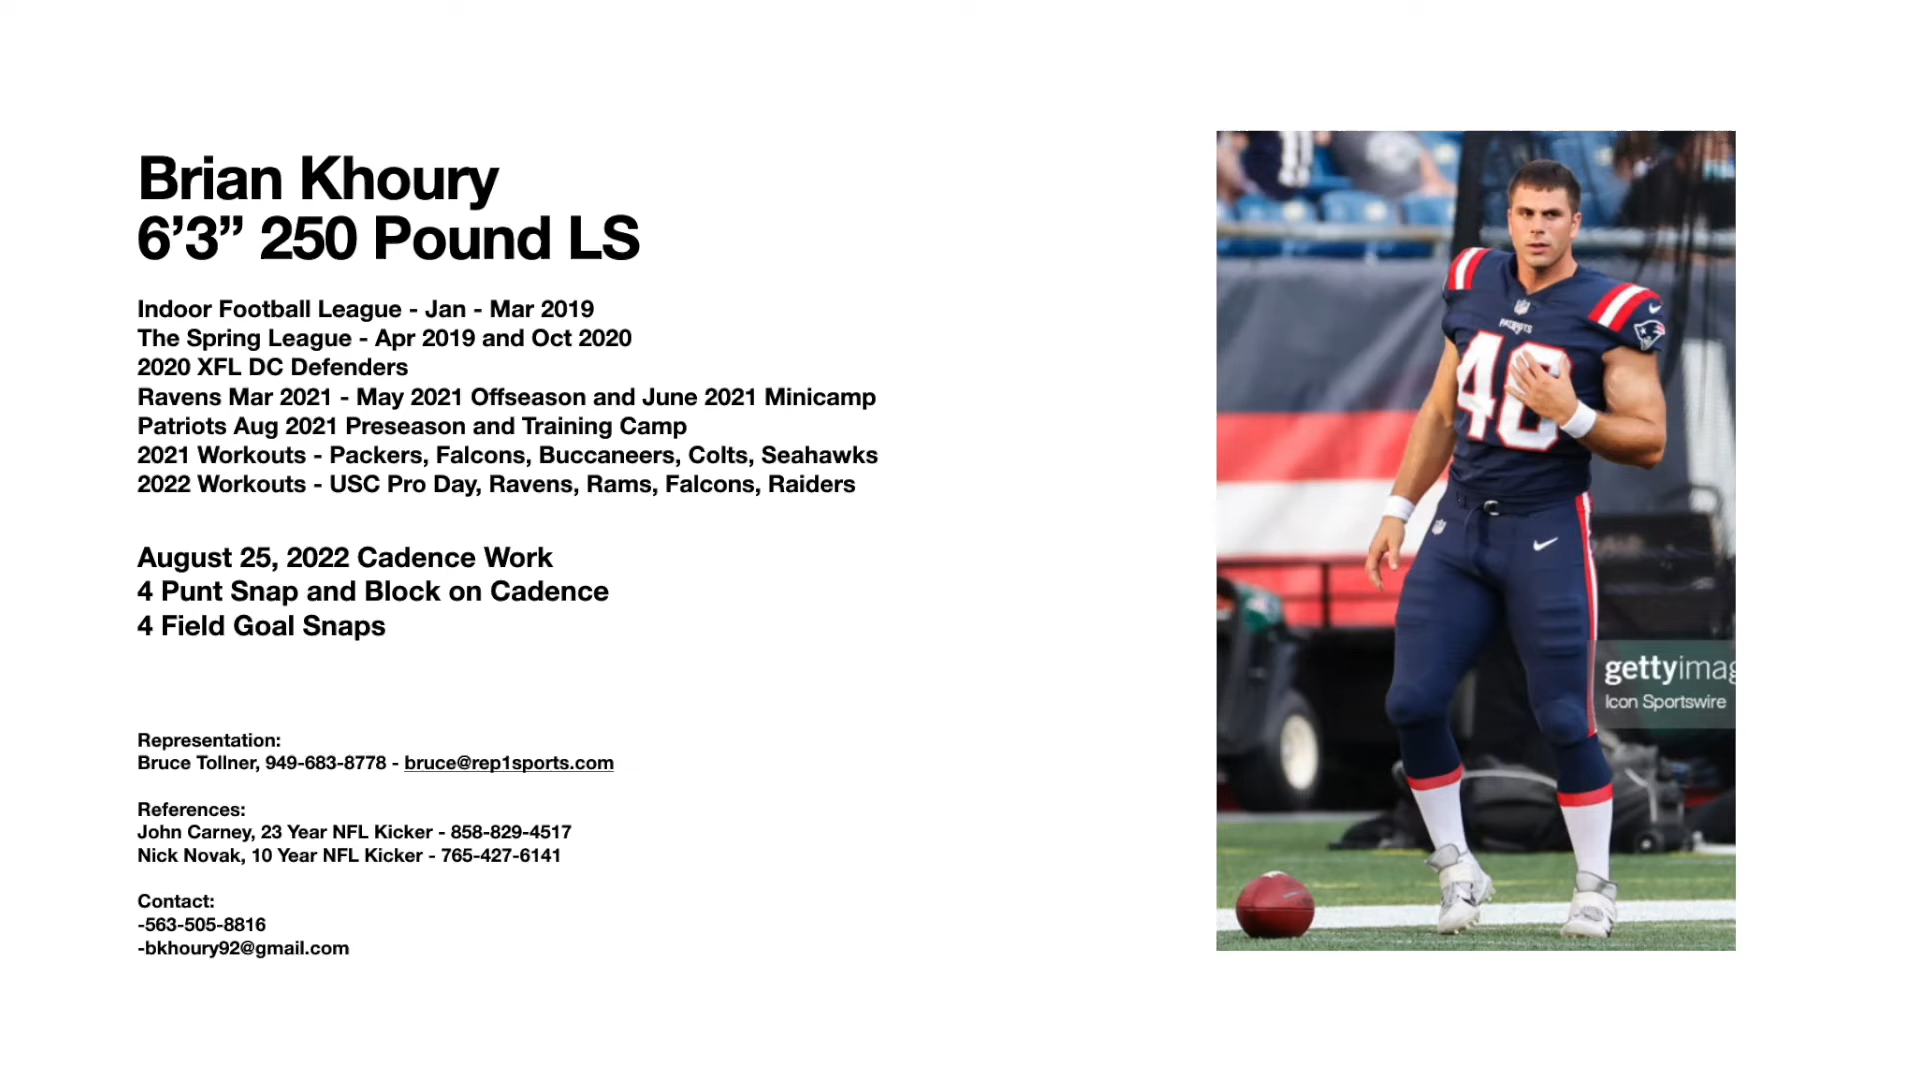 Brian Khoury
6’3” 250 Pound LS
Indoor Football League - Jan - Mar 2019
The Spring League - Apr 2019 and Oct 2020
2020 XFL DC Defenders
Ravens Mar 2021 - May 2021 Offseason and June 2021 Minicamp
Patriots Aug 2021 Preseason and Training Camp
2021 Workouts - Packers, Falcons, Buccaneers, Colts, Seahawks
2022 Workouts - USC Pro Day, Ravens, Rams, Falcons, Raiders
August 25, 2022 Cadence Work
4 Punt Snap and Block on Cadence
4 Field Goal Snaps
Representation:
Bruce Tollner, 949-683-8778 - bruce@rep1sports.com
References:
John Carney, 23 Year NFL Kicker - 858-829-4517
Nick Novak, 10 Year NFL Kicker - 765-427-6141
Contact:
-563-505-8816
-bkhoury92@gmail.com
PATRIOTS
gettyimag
Icon Sportswire